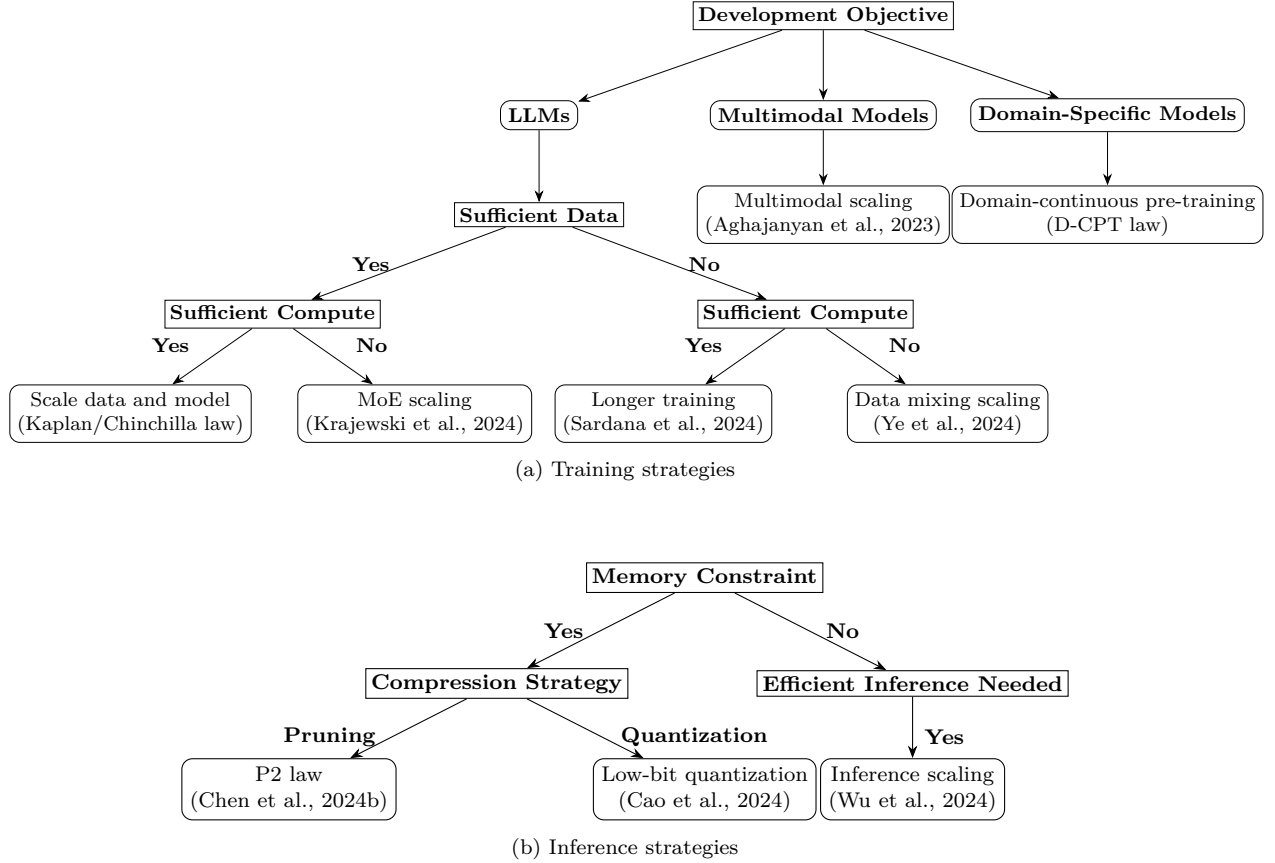 Development Objective
LLMs
Multimodal Models
Domain-Specific Models
Multimodal scaling
(Aghajanyan et al., 2023)
Domain-continuous pre-training
(D-CPT law)
Sufficient Data
Yes
No
Sufficient Compute
Sufficient Compute
Yes
No
Yes
No
Scale data and model
(Kaplan/Chinchilla law)
MoE scaling
(Krajewski et al., 2024)
Longer training
(Sardana et al., 2024)
Data mixing scaling
(Ye et al., 2024)
(a) Training strategies
Memory Constraint
Yes
No
Compression Strategy
Efficient Inference Needed
Pruning
Quantization
Yes
P2 law
(Chen et al., 2024b)
Low-bit quantization
(Cao et al., 2024)
Inference scaling
(Wu et al., 2024)
(b) Inference strategies